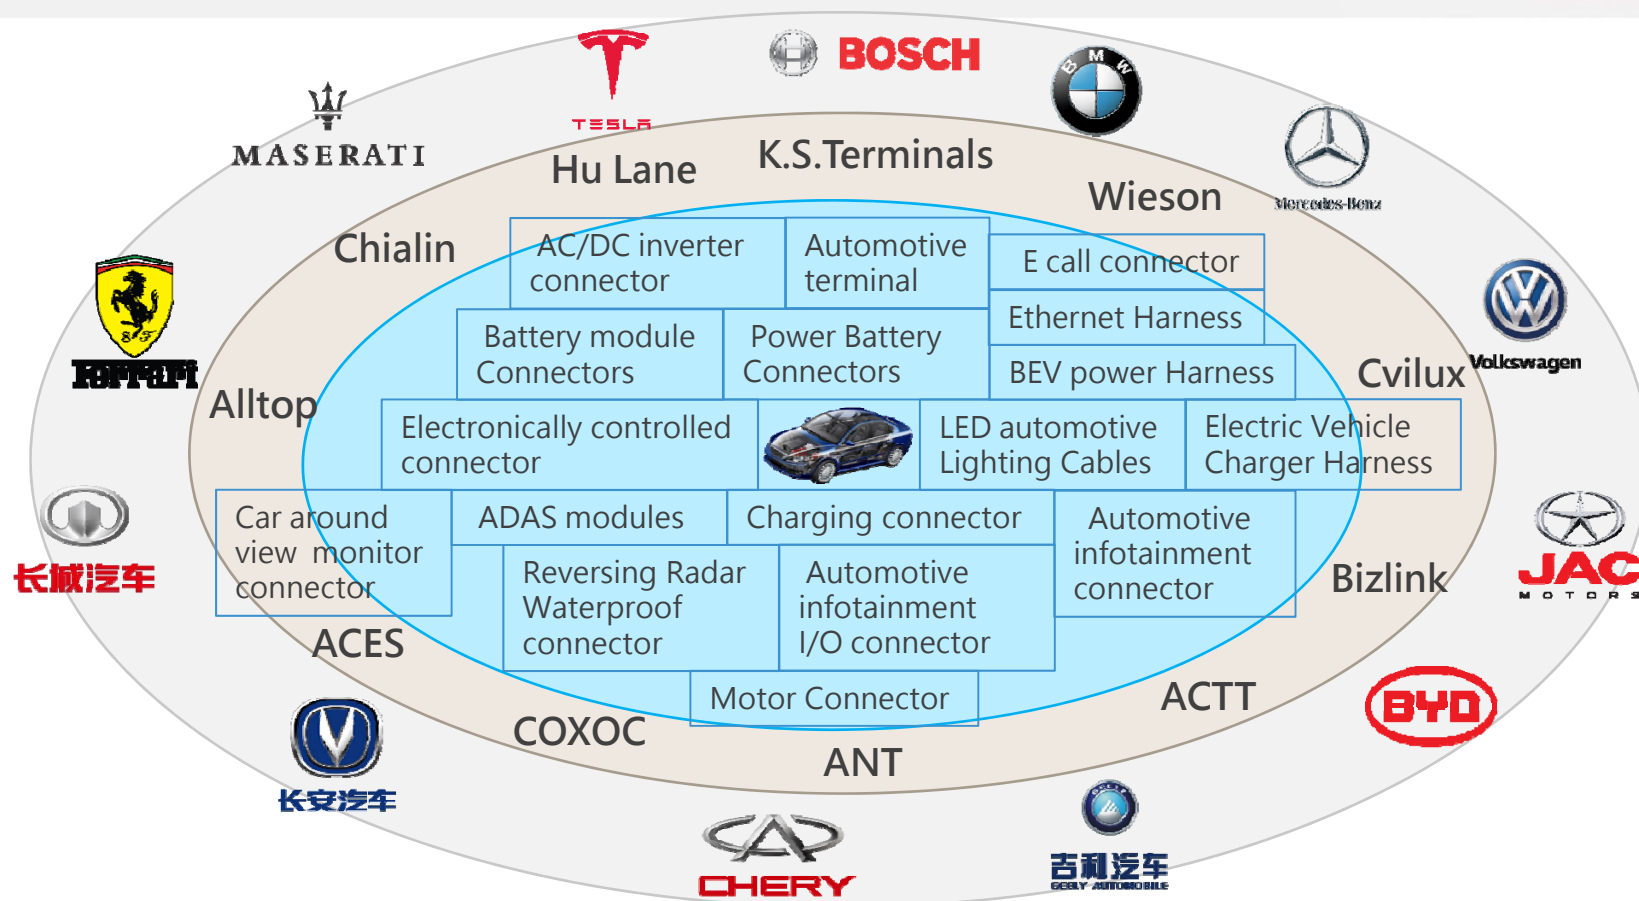 BOSCH
TESLA
BMW
MASERATI
Hu Lane
K.S.Terminals
Wieson
Mercedes-Benz
Chialin
AC/DC inverter
connector
Automotive
terminal
E call connector
Ethernet Harness
Battery module
Connectors
Power Battery
Connectors
BEV power Harness
S F
Ferrari
Volkswagen
Cvilux
Alltop
Electronically controlled
connector
LED automotive
Lighting Cables
Electric Vehicle
Charger Harness
长城汽车
Car around
view monitor
connector
ADAS modules
Charging connector
Automotive
infotainment
connector
Reversing Radar
Waterproof
connector
Automotive
infotainment
I/O connector
Bizlink
JAC
MOTORS
ACES
Motor Connector
ACTT
BYD
COXOC
ANT
长安汽车
GEELY
吉利汽车
GEELY AUTOMOBILE
CHERY